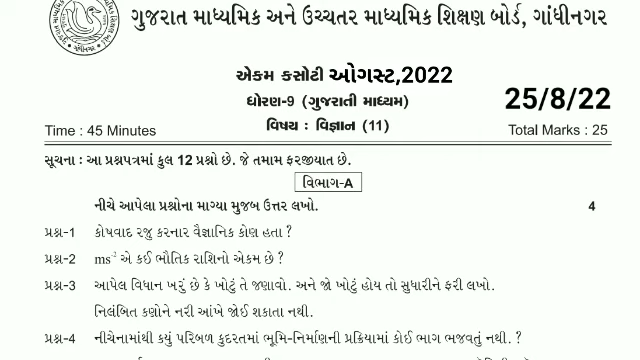 ગુજરાત માધ્યમિક અને ઉચ્ચતર માધ્યમિક શિક્ષણ બોર્ડ, ગાંધીનગર
એકમ કસોટી ઓગસ્ટ,2022
ધોરણ-9 (ગુજરાતી માધ્યમ)
25/8/22
Time : 45 Minutes
વિષય : વિજ્ઞાન (11)
Total Marks : 25
સૂચના : આ પ્રશ્નપત્રમાં કુલ 12 પ્રશ્નો છે. જે તમામ ફરજીયાત છે.
વિભાગ-A
નીચે આપેલા પ્રશ્નોના માગ્યા મુજબ ઉત્તર લખો. 4
પ્રશ્ન-1 કોષવાદ રજુ કરનાર વૈજ્ઞાનિક કોણ હતા ?
પ્રશ્ન-2 ms⁻² એ કઈ ભૌતિક રાશિનો એકમ છે ?
પ્રશ્ન-3 આપેલ વિધાન ખરું છે કે ખોટું તે જણાવો. અને જો ખોટું હોય તો સુધારીને ફરી લખો.
નિલંબિત કણોને નરી આંખે જોઈ શકાતા નથી.
પ્રશ્ન-4 નીચેનામાંથી કયું પરિબળ કુદરતમાં ભૂમિ-નિર્માણની પ્રક્રિયામાં કોઈ ભાગ ભજવતું નથી. ?